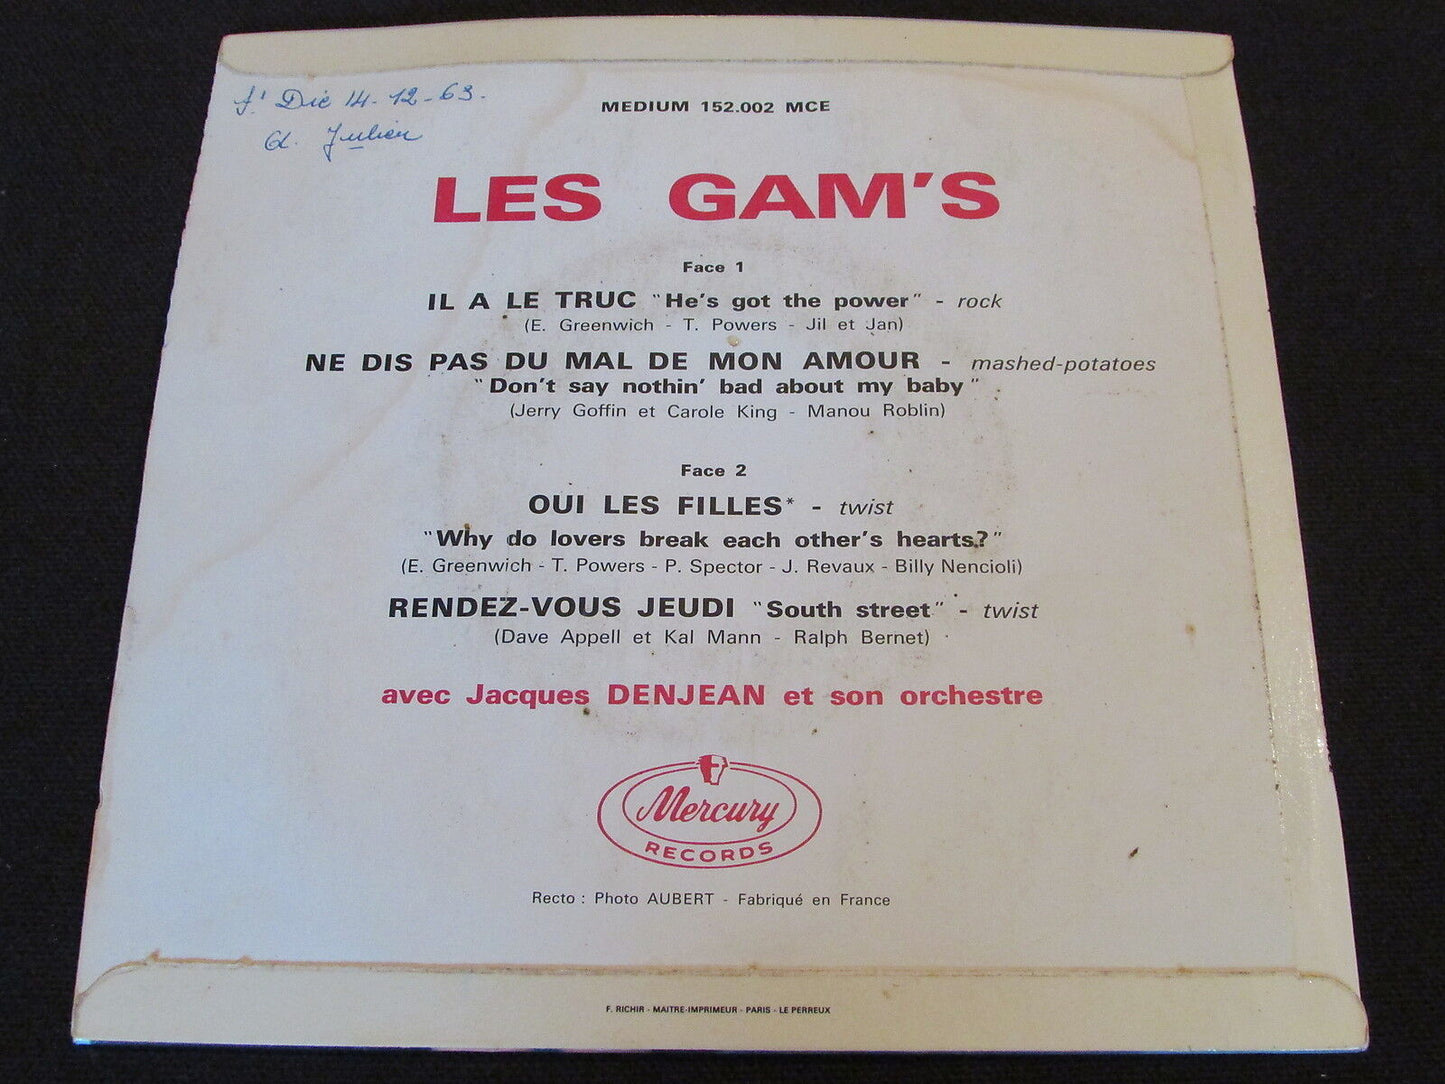 Dic 14-12-63.
MEDIUM 152.002 MCE
LES GAM'S
Face 1
IL A LE TRUC "He's got the power" - rock
(E. Greenwich - T. Powers - Jil et Jan)
NE DIS PAS DU MAL DE MON AMOUR - mashed-potatoes
"Don't say nothin' bad about my baby"
(Jerry Goffin et Carole King - Manou Roblin)
Face 2
OUI LES FILLES* - twist
"Why do lovers break each other's hearts?"
(E. Greenwich - T. Powers - P. Spector - J. Revaux - Billy Nencioli)
RENDEZ-VOUS JEUDI "South street" - twist
(Dave Appell et Kal Mann - Ralph Bernet)
avec Jacques DENJEAN et son orchestre
Mercury
RECORDS
Recto : Photo AUBERT - Fabriqué en France
F. RICHIR - MAITRE-IMPRIMEUR - PARIS - LE PERREUX